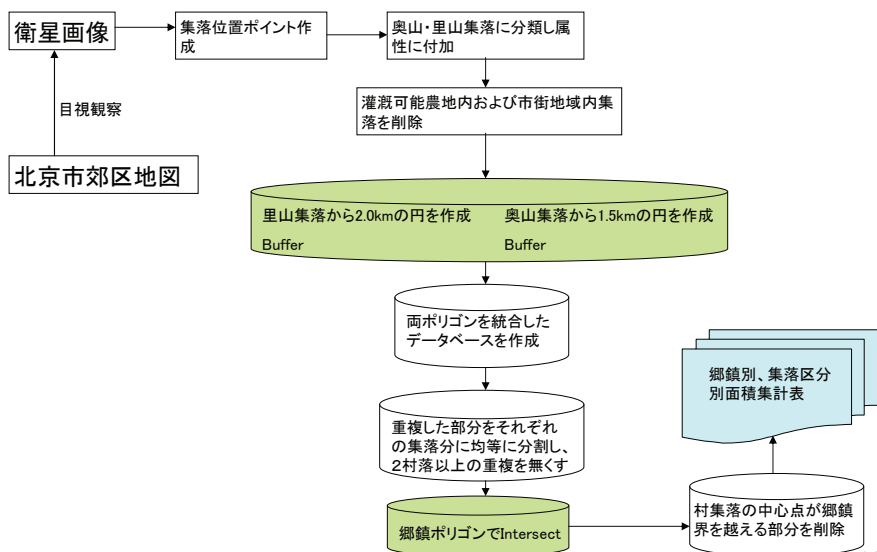 衛星画像
集落位置ポイント作
成
奥山・里山集落に分類し属
性に付加
目視観察
灌漑可能農地内および市街地域内集
落を削除
北京市郊区地図
里山集落から2.0kmの円を作成
Buffer
奥山集落から1.5kmの円を作成
Buffer
両ポリゴンを統合した
データベースを作成
重複した部分をそれぞれ
の集落分に均等に分割し、
２村落以上の重複を無くす
郷鎮ポリゴンでIntersect
村集落の中心点が郷鎮
界を越える部分を削除
郷鎮別、集落区分
別面積集計表